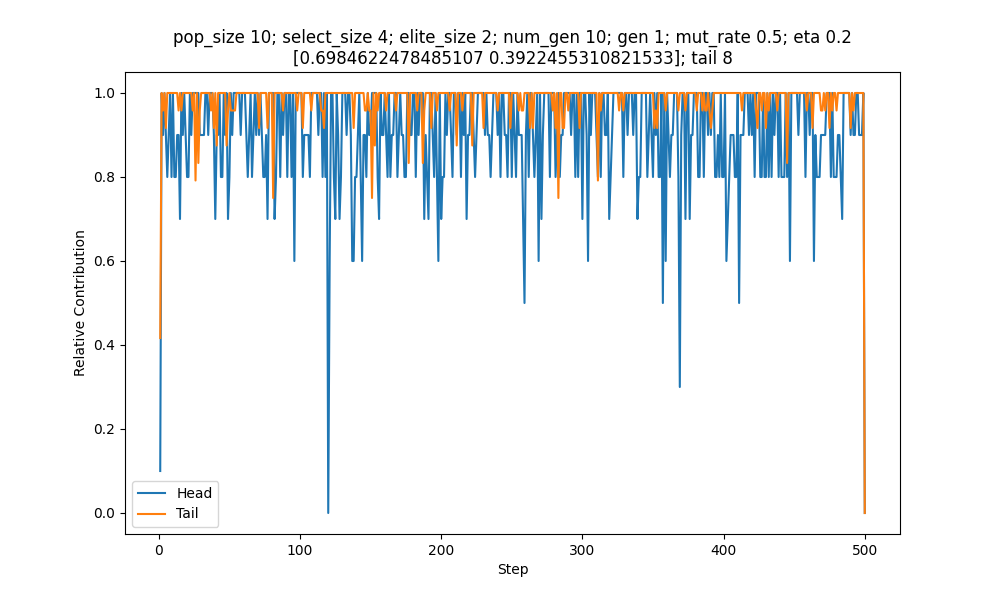 pop_size 10; select_size 4; elite_size 2; num_gen 10; gen 1; mut_rate 0.5; eta 0.2
[0.6984622478485107 0.3922455310821533]; tail 8
1.0
0.8
0.6
0.4
0.2
0.0
Relative Contribution
Head
Tail
0
100
200
300
400
500
Step